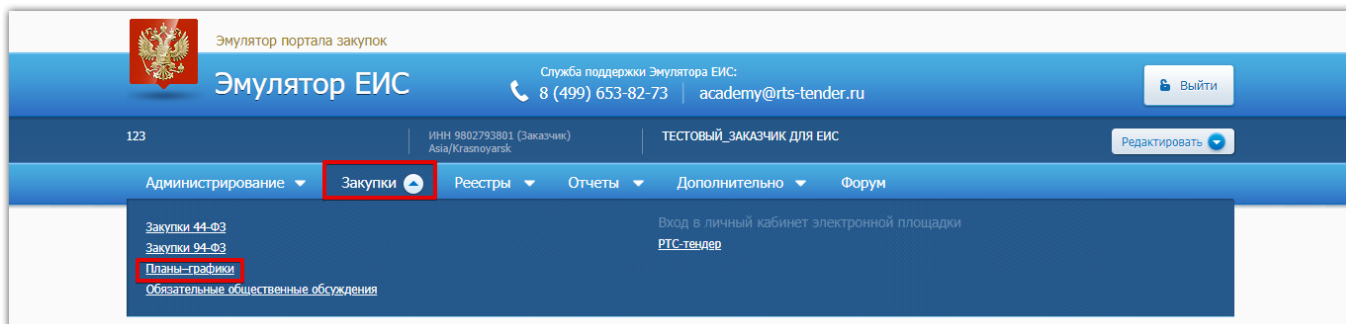 Эмулятор портала закупок
Эмулятор ЕИС
Служба поддержки Эмулятора ЕИС:
8 (499) 653-82-73 academy@rts-tender.ru
Выйти
123
ИНН 9802793801 (Заказчик)
Asia/Krasnoyarsk
ТЕСТОВЫЙ_ЗАКАЗЧИК ДЛЯ ЕИС
Редактировать
Администрирование Закупки Реестры Отчеты Дополнительно Форум
Закупки 44-ФЗ
Закупки 94-ФЗ
Планы–графики
Обязательные общественные обсуждения
Вход в личный кабинет электронной площадки
РТС-тендер